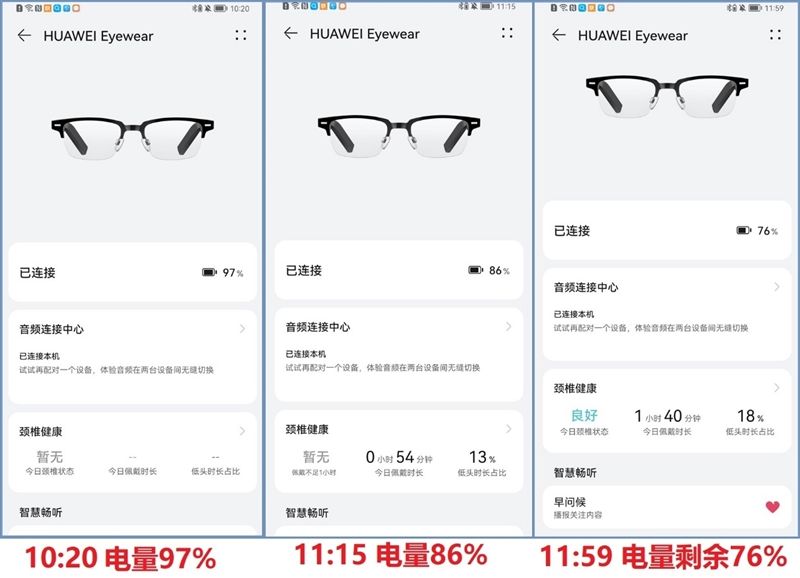 10:20
HUAWEI Eyewear
已连接
97%
音频连接中心
已连接本机
试试再配对一个设备，体验音频在两台设备间无缝切换
颈椎健康
暂无
--
--
今日颈椎状态
今日佩戴时长
低头时长占比
智慧畅听
10:20 电量97%
11:15
HUAWEI Eyewear
已连接
86%
音频连接中心
已连接本机
试试再配对一个设备，体验音频在两台设备间无缝切换
颈椎健康
暂无
0小时54分钟
13%
佩戴不足1小时
今日佩戴时长
低头时长占比
智慧畅听
11:15 电量86%
11:59
HUAWEI Eyewear
已连接
76%
音频连接中心
已连接本机
试试再配对一个设备，体验音频在两台设备间无缝切换
颈椎健康
良好
1小时40分钟
18%
今日颈椎状态
今日佩戴时长
低头时长占比
智慧畅听
早问候
播报关注内容
11:59 电量剩余76%